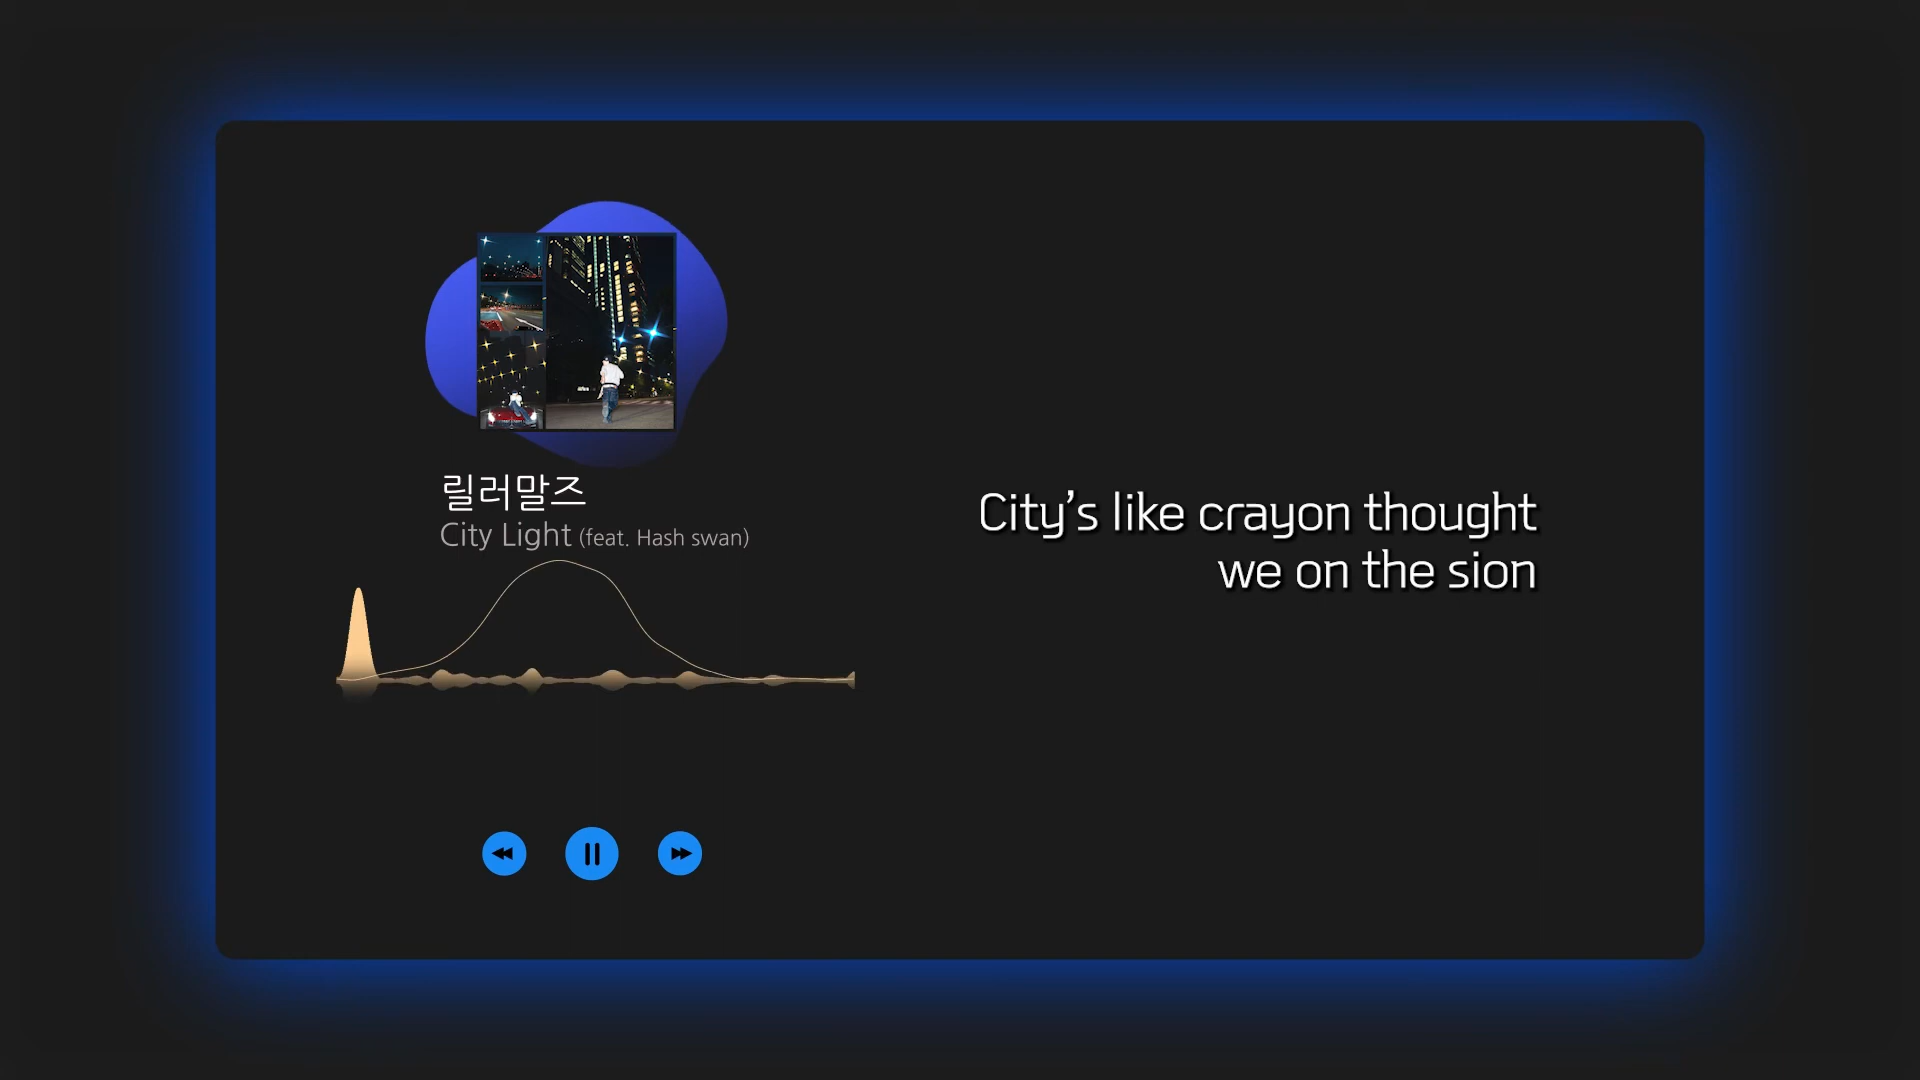 릴러말즈
City Light (feat. Hash swan)
City's like crayon thought
we on the sion